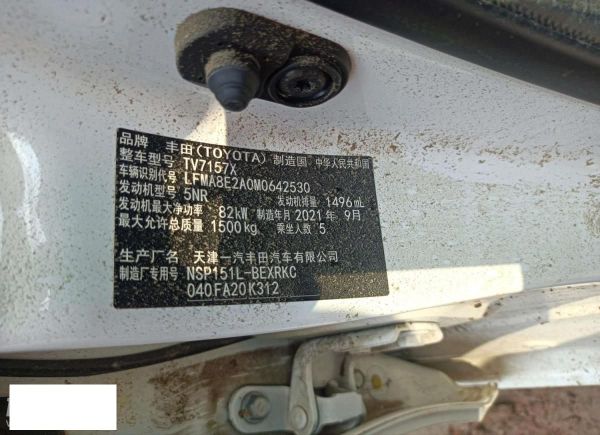 品牌 丰田(TOYOTA) 制造国 中华人民共和国
整车型号 TV7157X
车辆识别代号 LFMA8E2A0M0642530
发动机型号 5NR 发动机排量 1496mL
发动机最大净功率 82kW 制造年月 2021年 9月
最大允许总质量 1500kg 乘坐人数 5
生产厂名 天津一汽丰田汽车有限公司
制造厂专用号 NSP151L-BEXRKC
040FA20K312